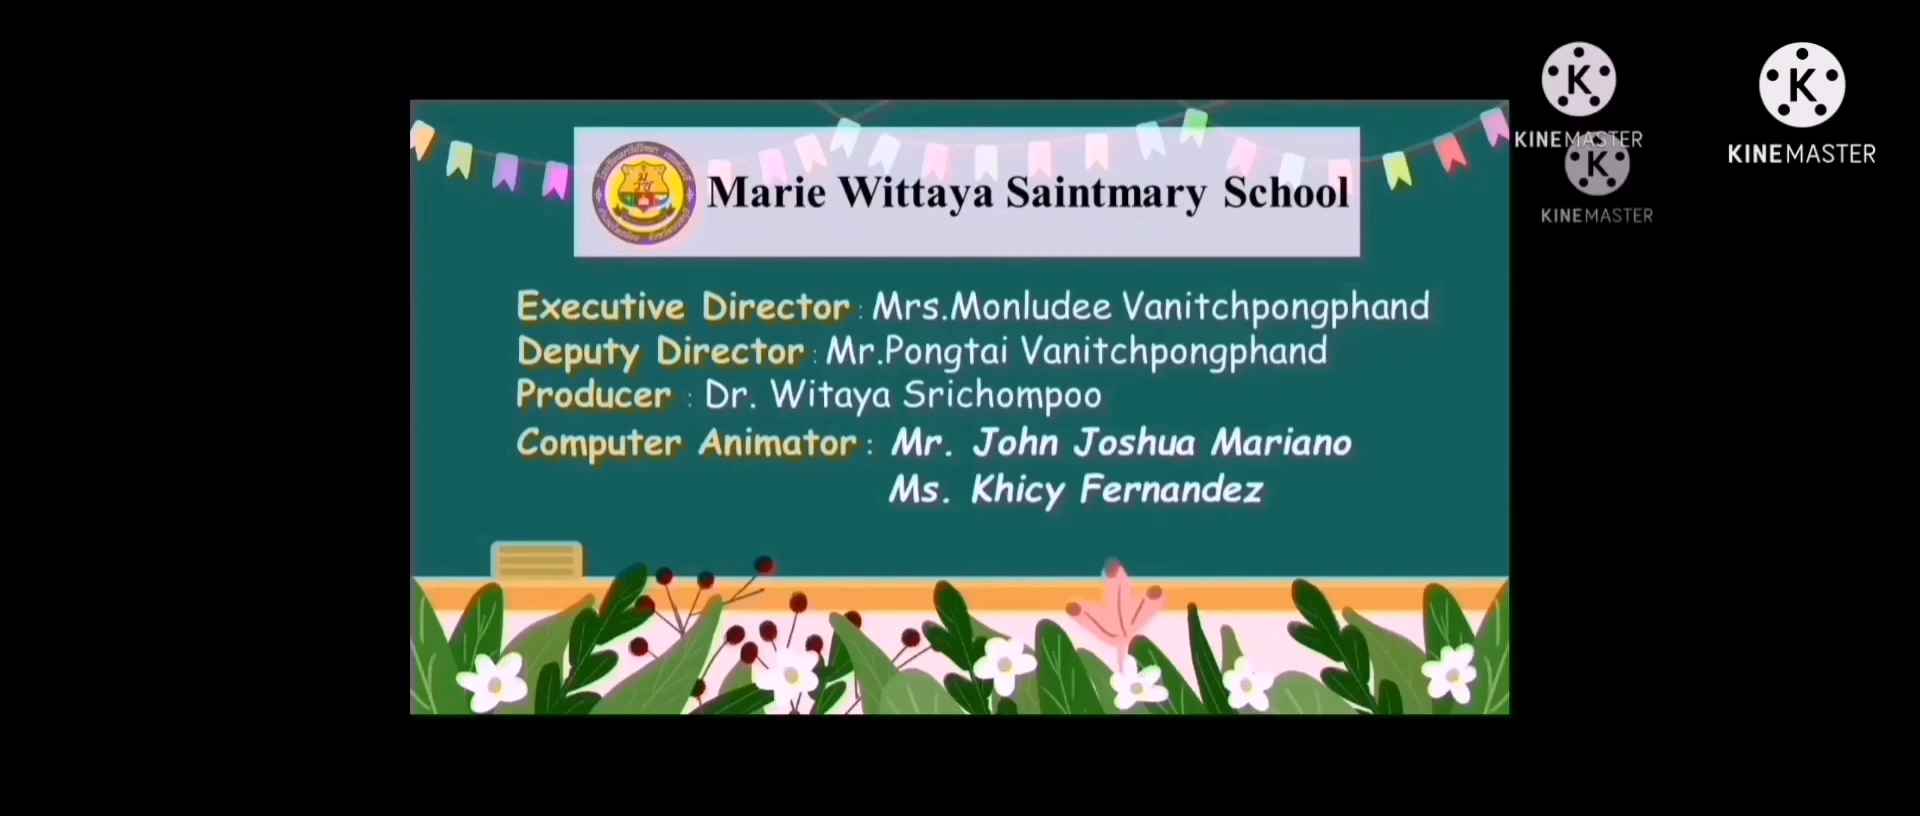 KINEMASTER
KINEMASTER
KINEMASTER
Marie Wittaya Saintmary School
Executive Director : Mrs.Monludee Vanitchpongphand
Deputy Director : Mr.Pongtai Vanitchpongphand
Producer : Dr. Witaya Srichompoo
Computer Animator : Mr. John Joshua Mariano
Ms. Khicy Fernandez